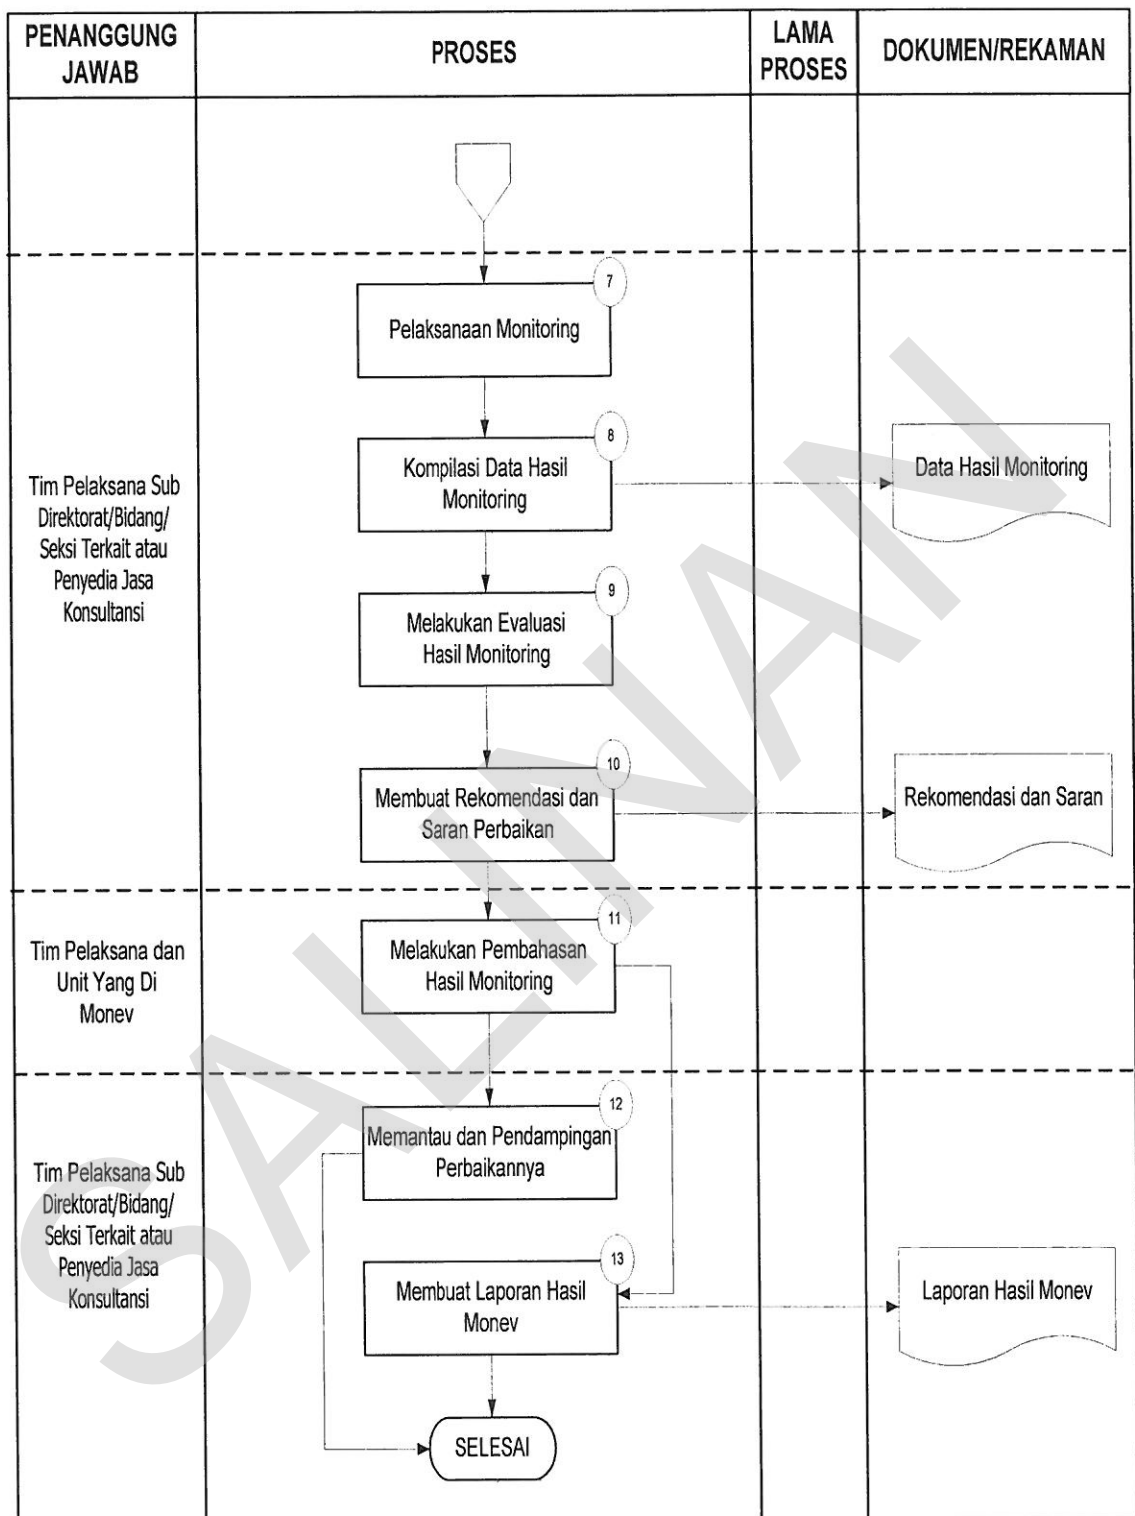 PENANGGUNG
JAWAB
PROSES
LAMA
PROSES
DOKUMEN/REKAMAN
Tim Pelaksana Sub
Direktorat/Bidang/
Seksi Terkait atau
Penyedia Jasa
Konsultansi
7
Pelaksanaan Monitoring
8
Kompilasi Data Hasil
Monitoring
Data Hasil Monitoring
9
Melakukan Evaluasi
Hasil Monitoring
10
Membuat Rekomendasi dan
Saran Perbaikan
Rekomendasi dan Saran
Tim Pelaksana dan
Unit Yang Di
Monev
11
Melakukan Pembahasan
Hasil Monitoring
Tim Pelaksana Sub
Direktorat/Bidang/
Seksi Terkait atau
Penyedia Jasa
Konsultansi
12
Memantau dan Pendampingan
Perbaikannya
13
Membuat Laporan Hasil
Monev
Laporan Hasil Monev
SELESAI
SALINAN